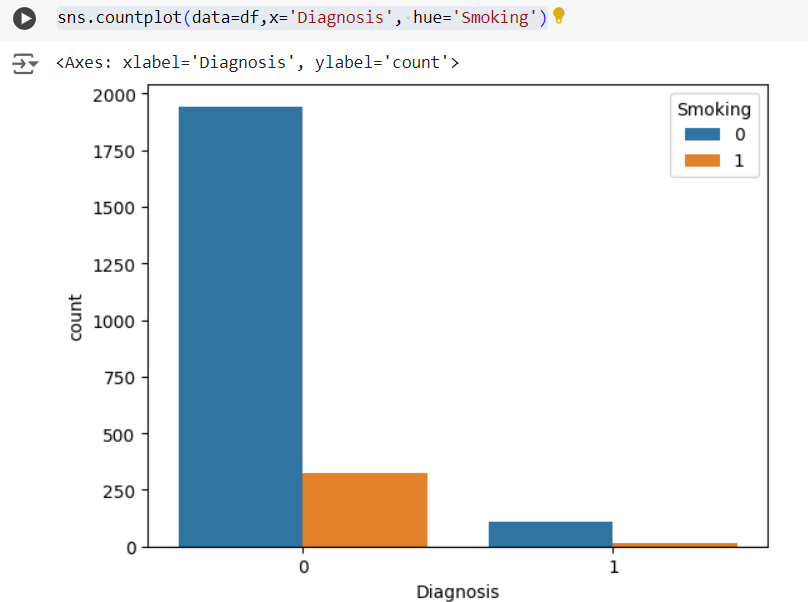 sns.countplot(data=df,x='Diagnosis', hue='Smoking')
<Axes: xlabel='Diagnosis', ylabel='count'>
2000
1750
1500
1250
1000
750
500
250
0
count
Smoking
0
1
0 1
Diagnosis